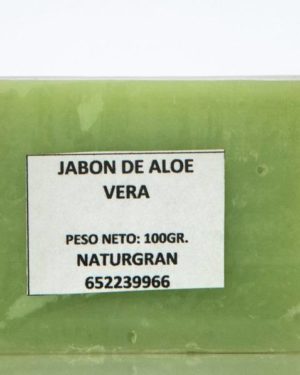 JABON DE ALOE
VERA
PESO NETO: 100GR.
NATURGRAN
652239966